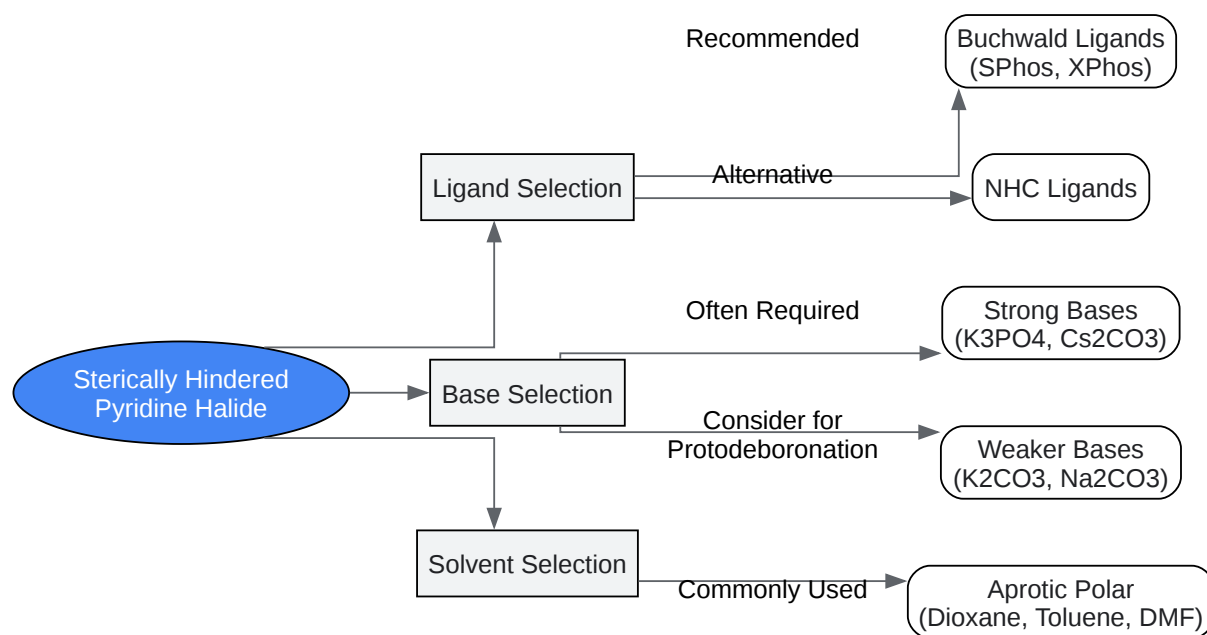 Recommended
Buchwald Ligands
(SPhos, XPhos)
Ligand Selection
Alternative
NHC Ligands
Often Required
Strong Bases
(K3PO4, Cs2CO3)
Sterically Hindered
Pyridine Halide
Base Selection
Consider for
Protodeboronation
Weaker Bases
(K2CO3, Na2CO3)
Solvent Selection
Commonly Used
Aprotic Polar
(Dioxane, Toluene, DMF)